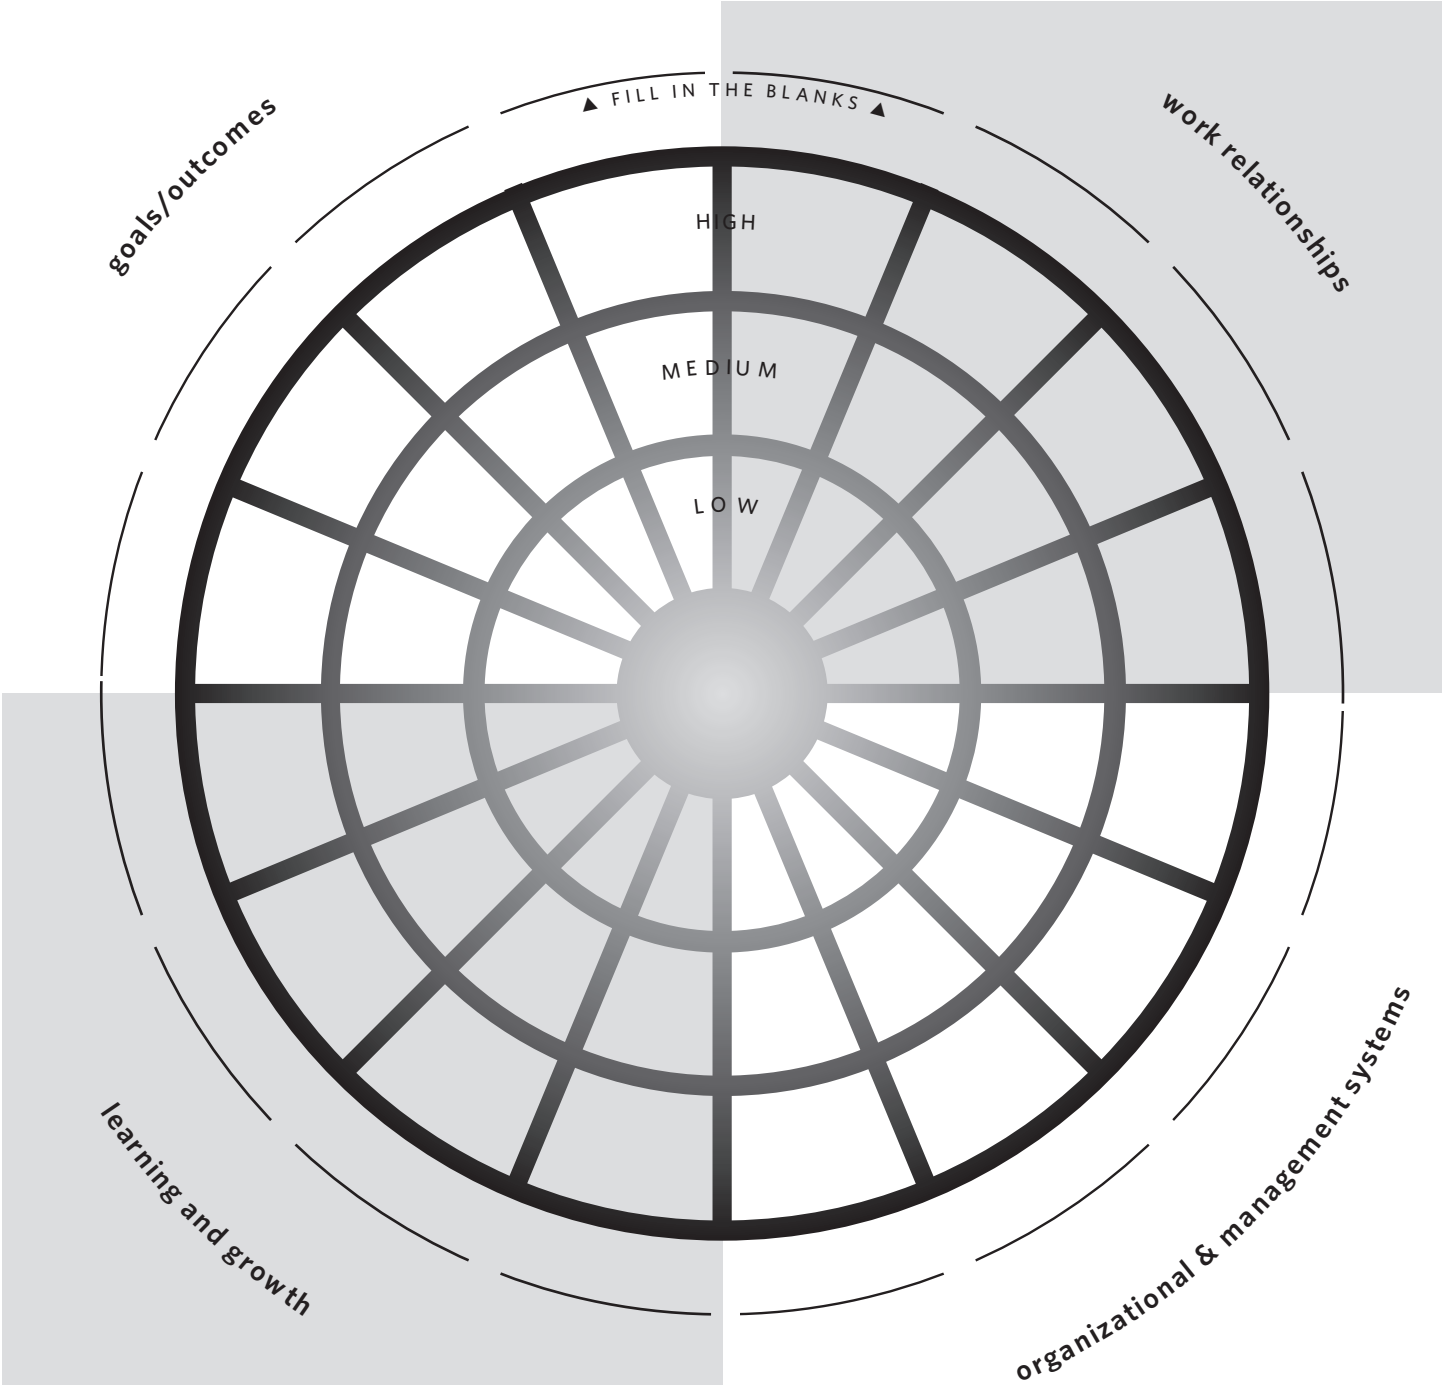 goals/outcomes
▲ FILL IN THE BLANKS ▲
work relationships
HIGH
MEDIUM
LOW
learning and growth
organizational & management systems